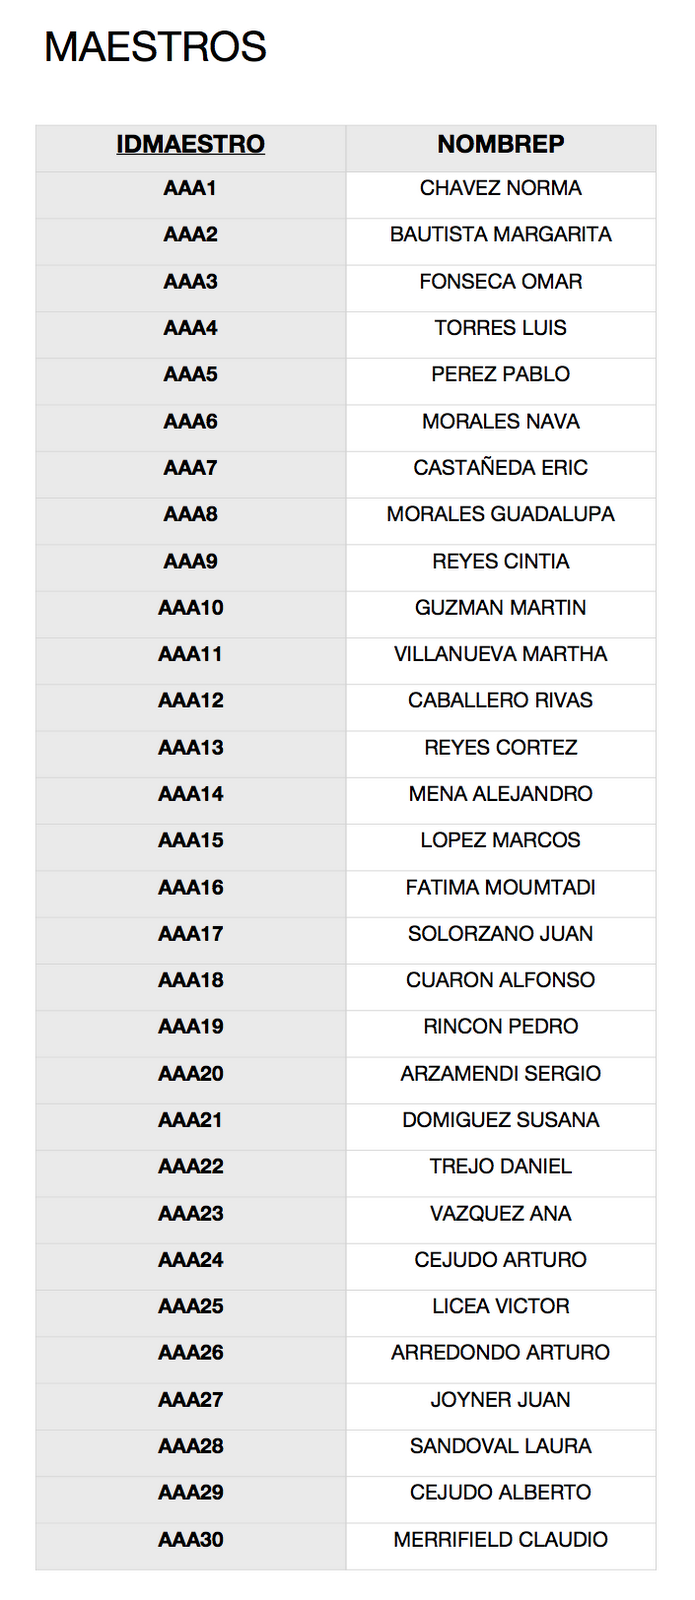 MAESTROS
IDMAESTRO NOMBREP
AAA1 CHAVEZ NORMA
AAA2 BAUTISTA MARGARITA
AAA3 FONSECA OMAR
AAA4 TORRES LUIS
AAA5 PEREZ PABLO
AAA6 MORALES NAVA
AAA7 CASTAÑEDA ERIC
AAA8 MORALES GUADALUPA
AAA9 REYES CINTIA
AAA10 GUZMAN MARTIN
AAA11 VILLANUEVA MARTHA
AAA12 CABALLERO RIVAS
AAA13 REYES CORTEZ
AAA14 MENA ALEJANDRO
AAA15 LOPEZ MARCOS
AAA16 FATIMA MOUMTADI
AAA17 SOLORZANO JUAN
AAA18 CUARON ALFONSO
AAA19 RINCON PEDRO
AAA20 ARZAMENDI SERGIO
AAA21 DOMIGUEZ SUSANA
AAA22 TREJO DANIEL
AAA23 VAZQUEZ ANA
AAA24 CEJUDO ARTURO
AAA25 LICEA VICTOR
AAA26 ARREDONDO ARTURO
AAA27 JOYNER JUAN
AAA28 SANDOVAL LAURA
AAA29 CEJUDO ALBERTO
AAA30 MERRIFIELD CLAUDIO